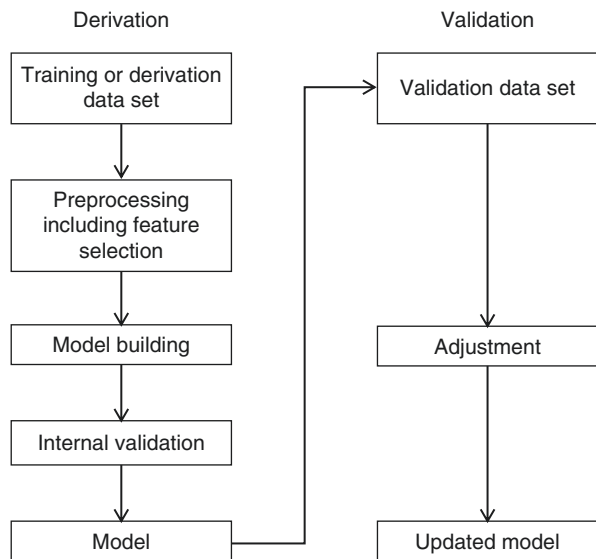 Derivation
Training or derivation
data set
Preprocessing
including feature
selection
Model building
Internal validation
Model
Validation
Validation data set
Adjustment
Updated model